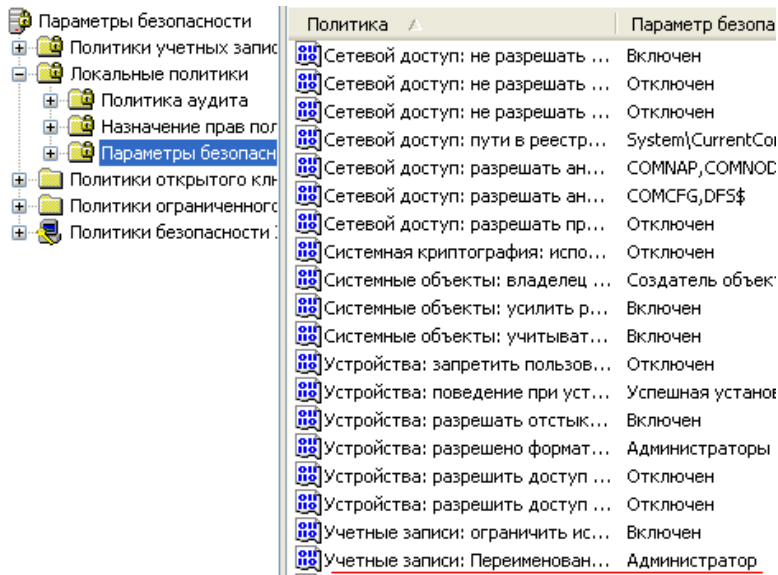 Параметры безопасности
Политики учетных запис
Локальные политики
Политика аудита
Назначение прав пол
Параметры безопасн
Политики открытого клн
Политики ограниченногс
Политики безопасности
Политика Параметр безопа
Сетевой доступ: не разрешать ... Включен
Сетевой доступ: не разрешать ... Отключен
Сетевой доступ: не разрешать ... Отключен
Сетевой доступ: пути в реестр... System\CurrentCor
Сетевой доступ: разрешать ан... COMNAP,COMNOD
Сетевой доступ: разрешать ан... COMCFG,DFS$
Сетевой доступ: разрешать пр... Отключен
Системная криптография: испо... Отключен
Системные объекты: владелец ... Создатель объект
Системные объекты: усилить р... Включен
Системные объекты: учитыват... Включен
Устройства: запретить пользов... Отключен
Устройства: поведение при уст... Успешная установ
Устройства: разрешать отстык... Включен
Устройства: разрешено формат... Администраторы
Устройства: разрешить доступ ... Отключен
Устройства: разрешить доступ ... Отключен
Учетные записи: ограничить ис... Включен
Учетные записи: Переименован... Администратор